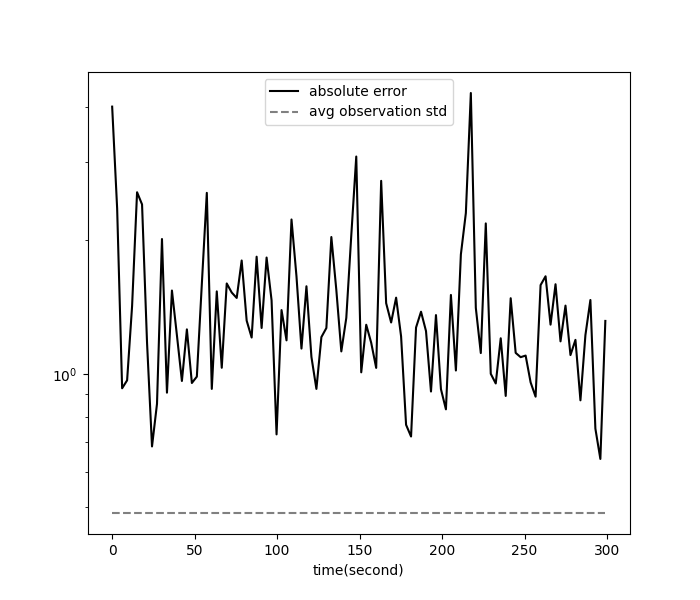 absolute error
avg observation std
10⁰
0 50 100 150 200 250 300
time(second)